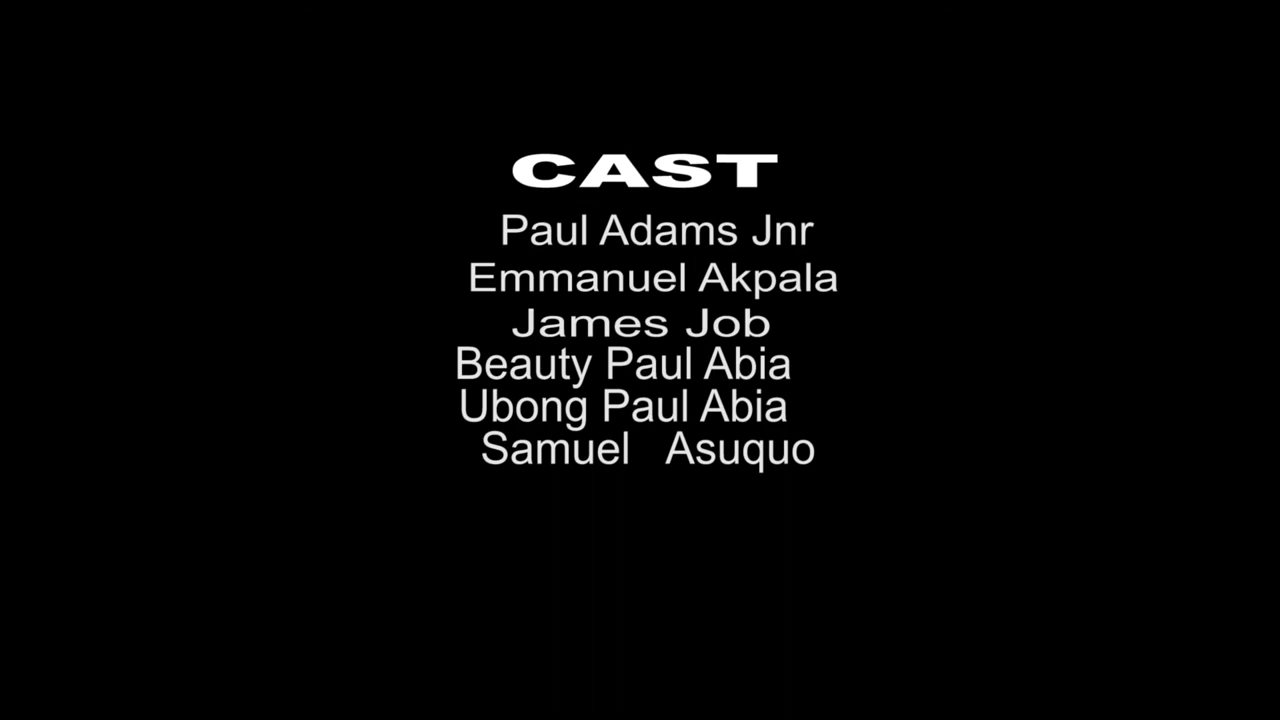 CAST
Paul Adams Jnr
Emmanuel Akpala
James Job
Beauty Paul Abia
Ubong Paul Abia
Samuel Asuquo